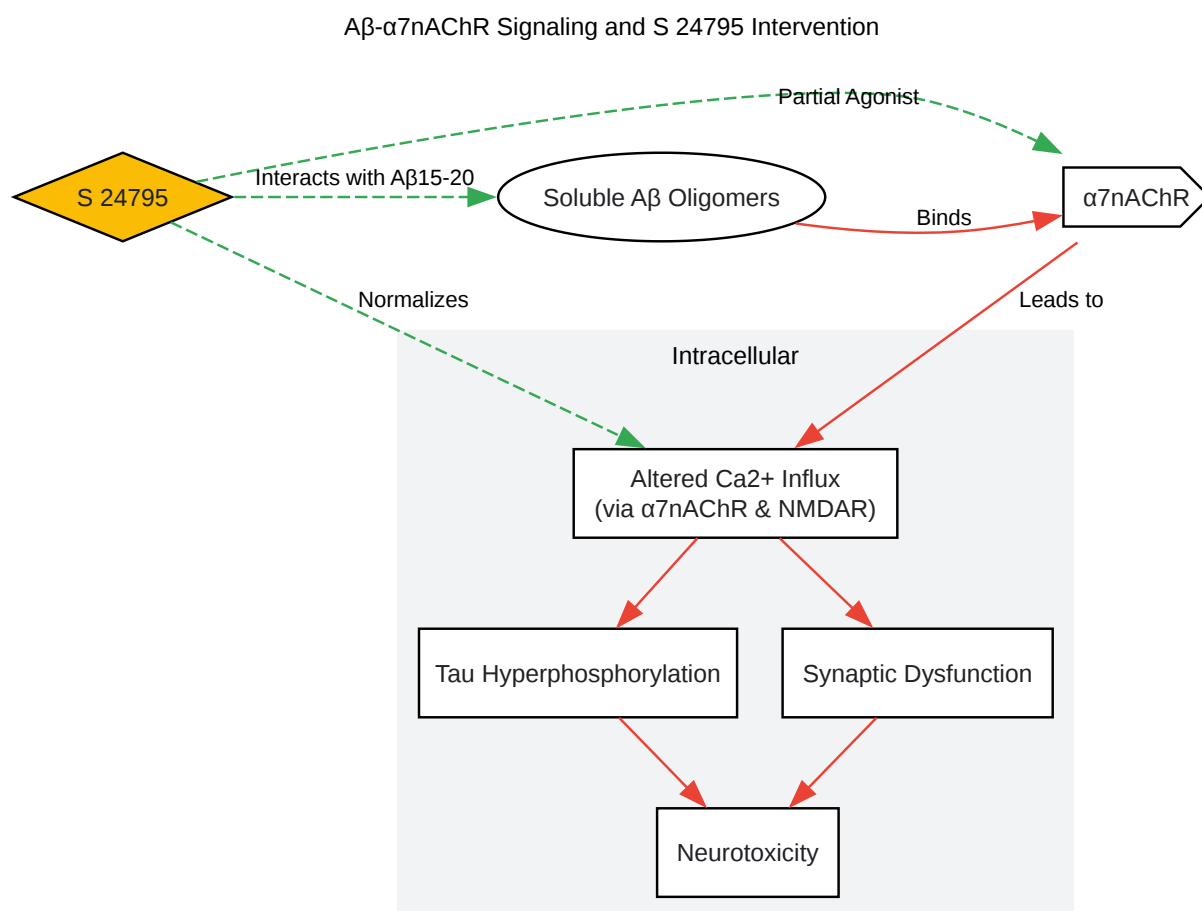 Aβ-α7nAChR Signaling and S 24795 Intervention
Partial Agonist
S 24795
Interacts with Aβ15-20
Soluble Aβ Oligomers
Binds
α7nAChR
Normalizes
Leads to
Intracellular
Altered Ca2+ Influx
(via α7nAChR & NMDAR)
Tau Hyperphosphorylation
Synaptic Dysfunction
Neurotoxicity